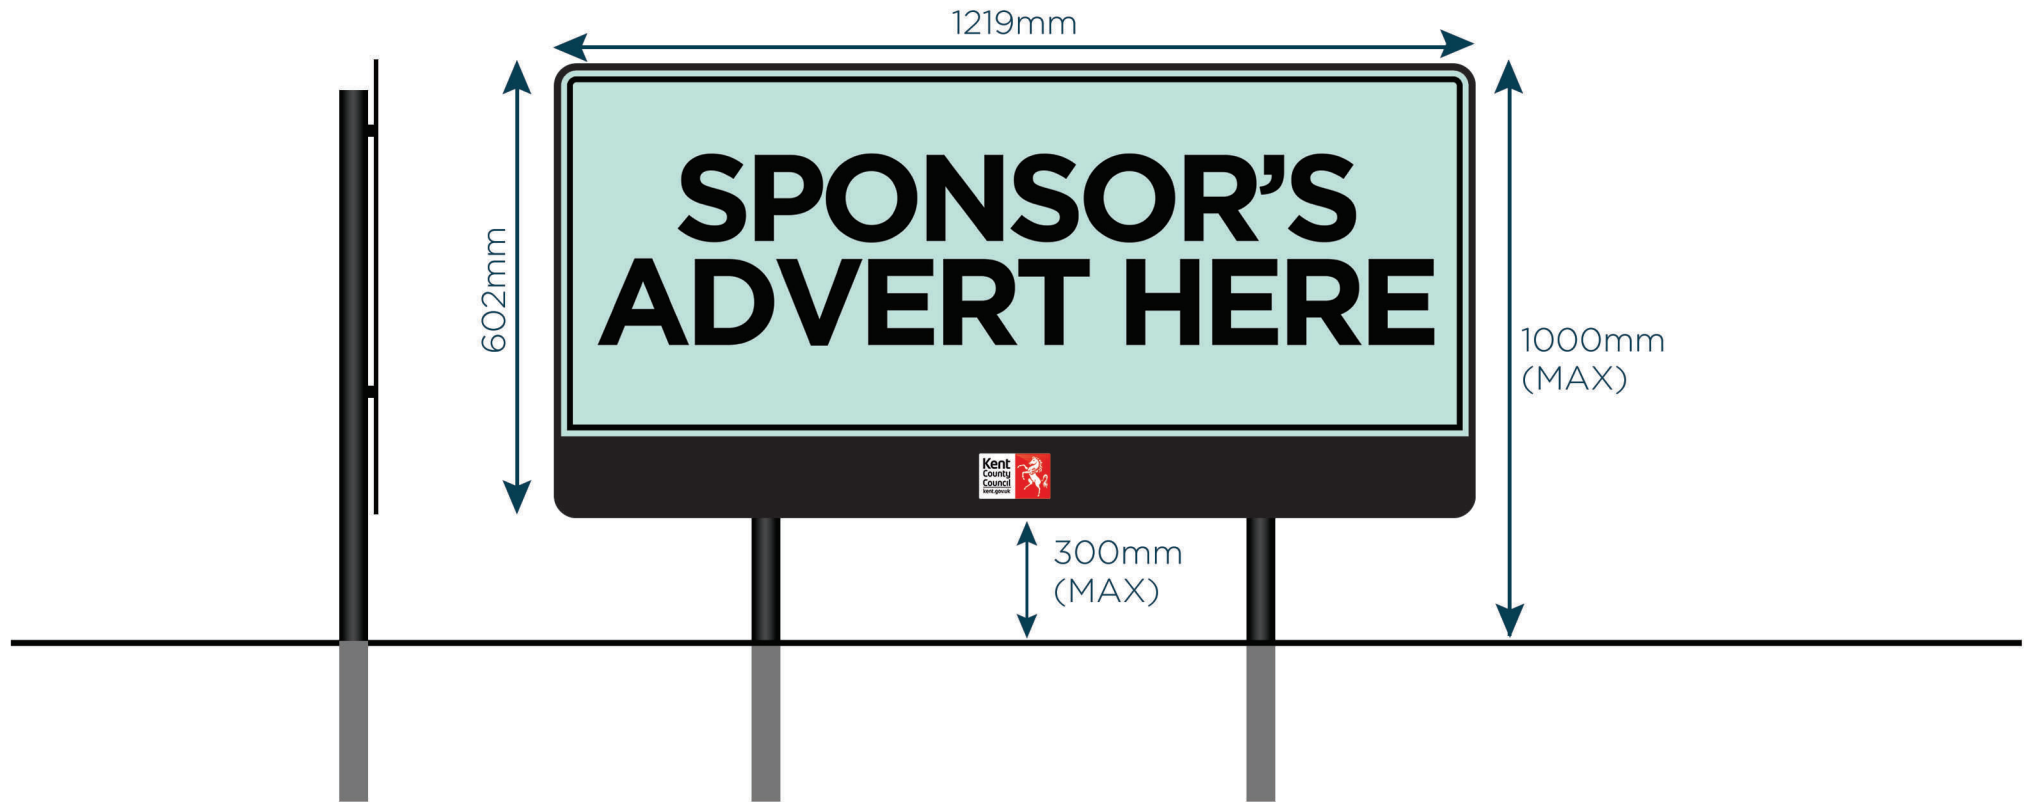 1219mm
602mm
SPONSOR’S
ADVERT HERE
1000mm
(MAX)
Kent
County
Council
kent.gov.uk
300mm
(MAX)